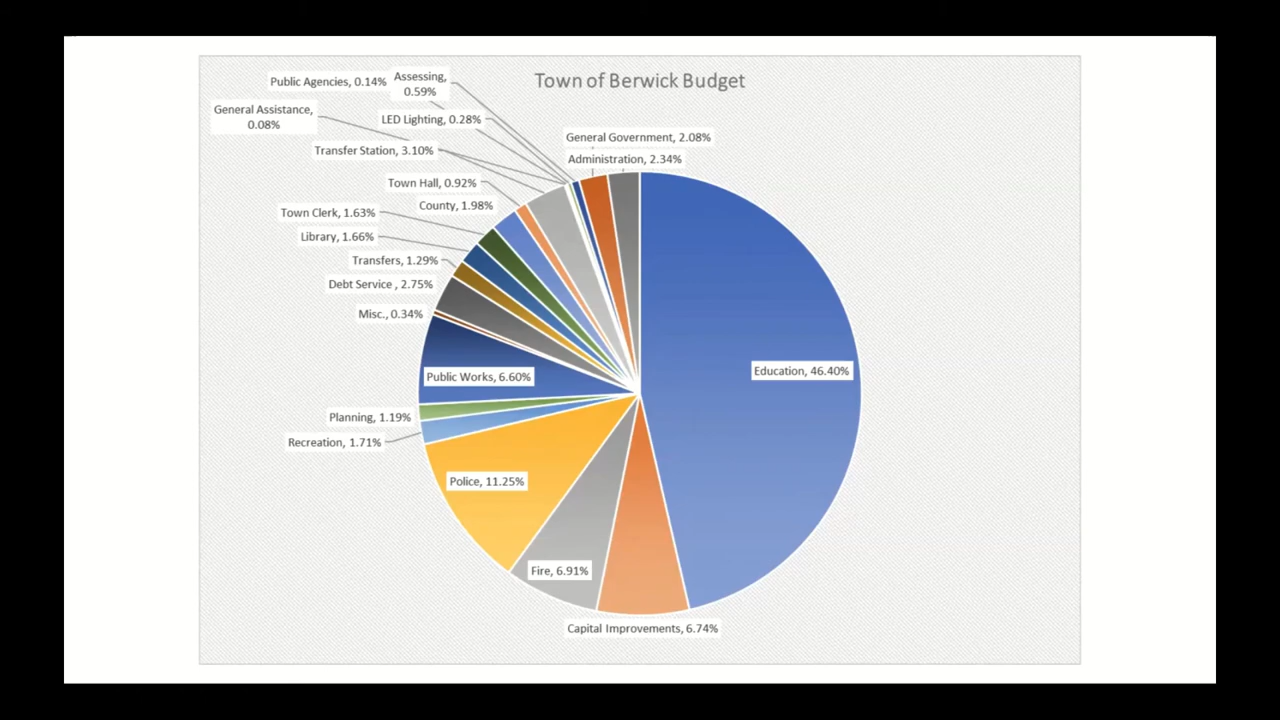 Town of Berwick Budget
Public Agencies, 0.14%
Assessing,
0.59%
General Assistance,
0.08%
LED Lighting, 0.28%
General Government, 2.08%
Transfer Station, 3.10%
Administration, 2.34%
Town Hall, 0.92%
County, 1.98%
Town Clerk, 1.63%
Library, 1.66%
Transfers, 1.29%
Debt Service , 2.75%
Misc., 0.34%
Education, 46.40%
Public Works, 6.60%
Planning, 1.19%
Recreation, 1.71%
Police, 11.25%
Fire, 6.91%
Capital Improvements, 6.74%